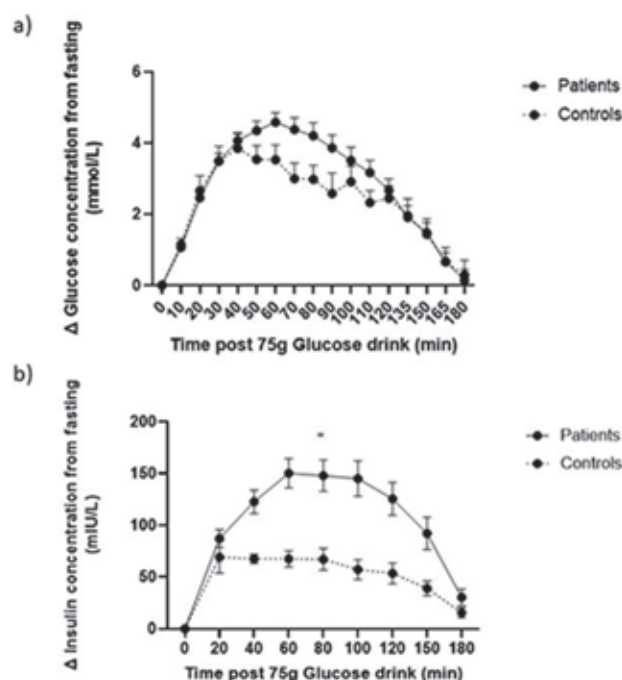 a)
Δ Glucose concentration from fasting
(mmol/L)
6
4
2
0
Patients
Controls
0 10 20 30 40 50 60 70 80 90 100 110 120 135 150 165 180
Time post 75g Glucose drink (min)
b)
Δ Insulin concentration from fasting
(mIU/L)
200
150
100
50
0
*
Patients
Controls
0 20 40 60 80 100 120 150 180
Time post 75g Glucose drink (min)